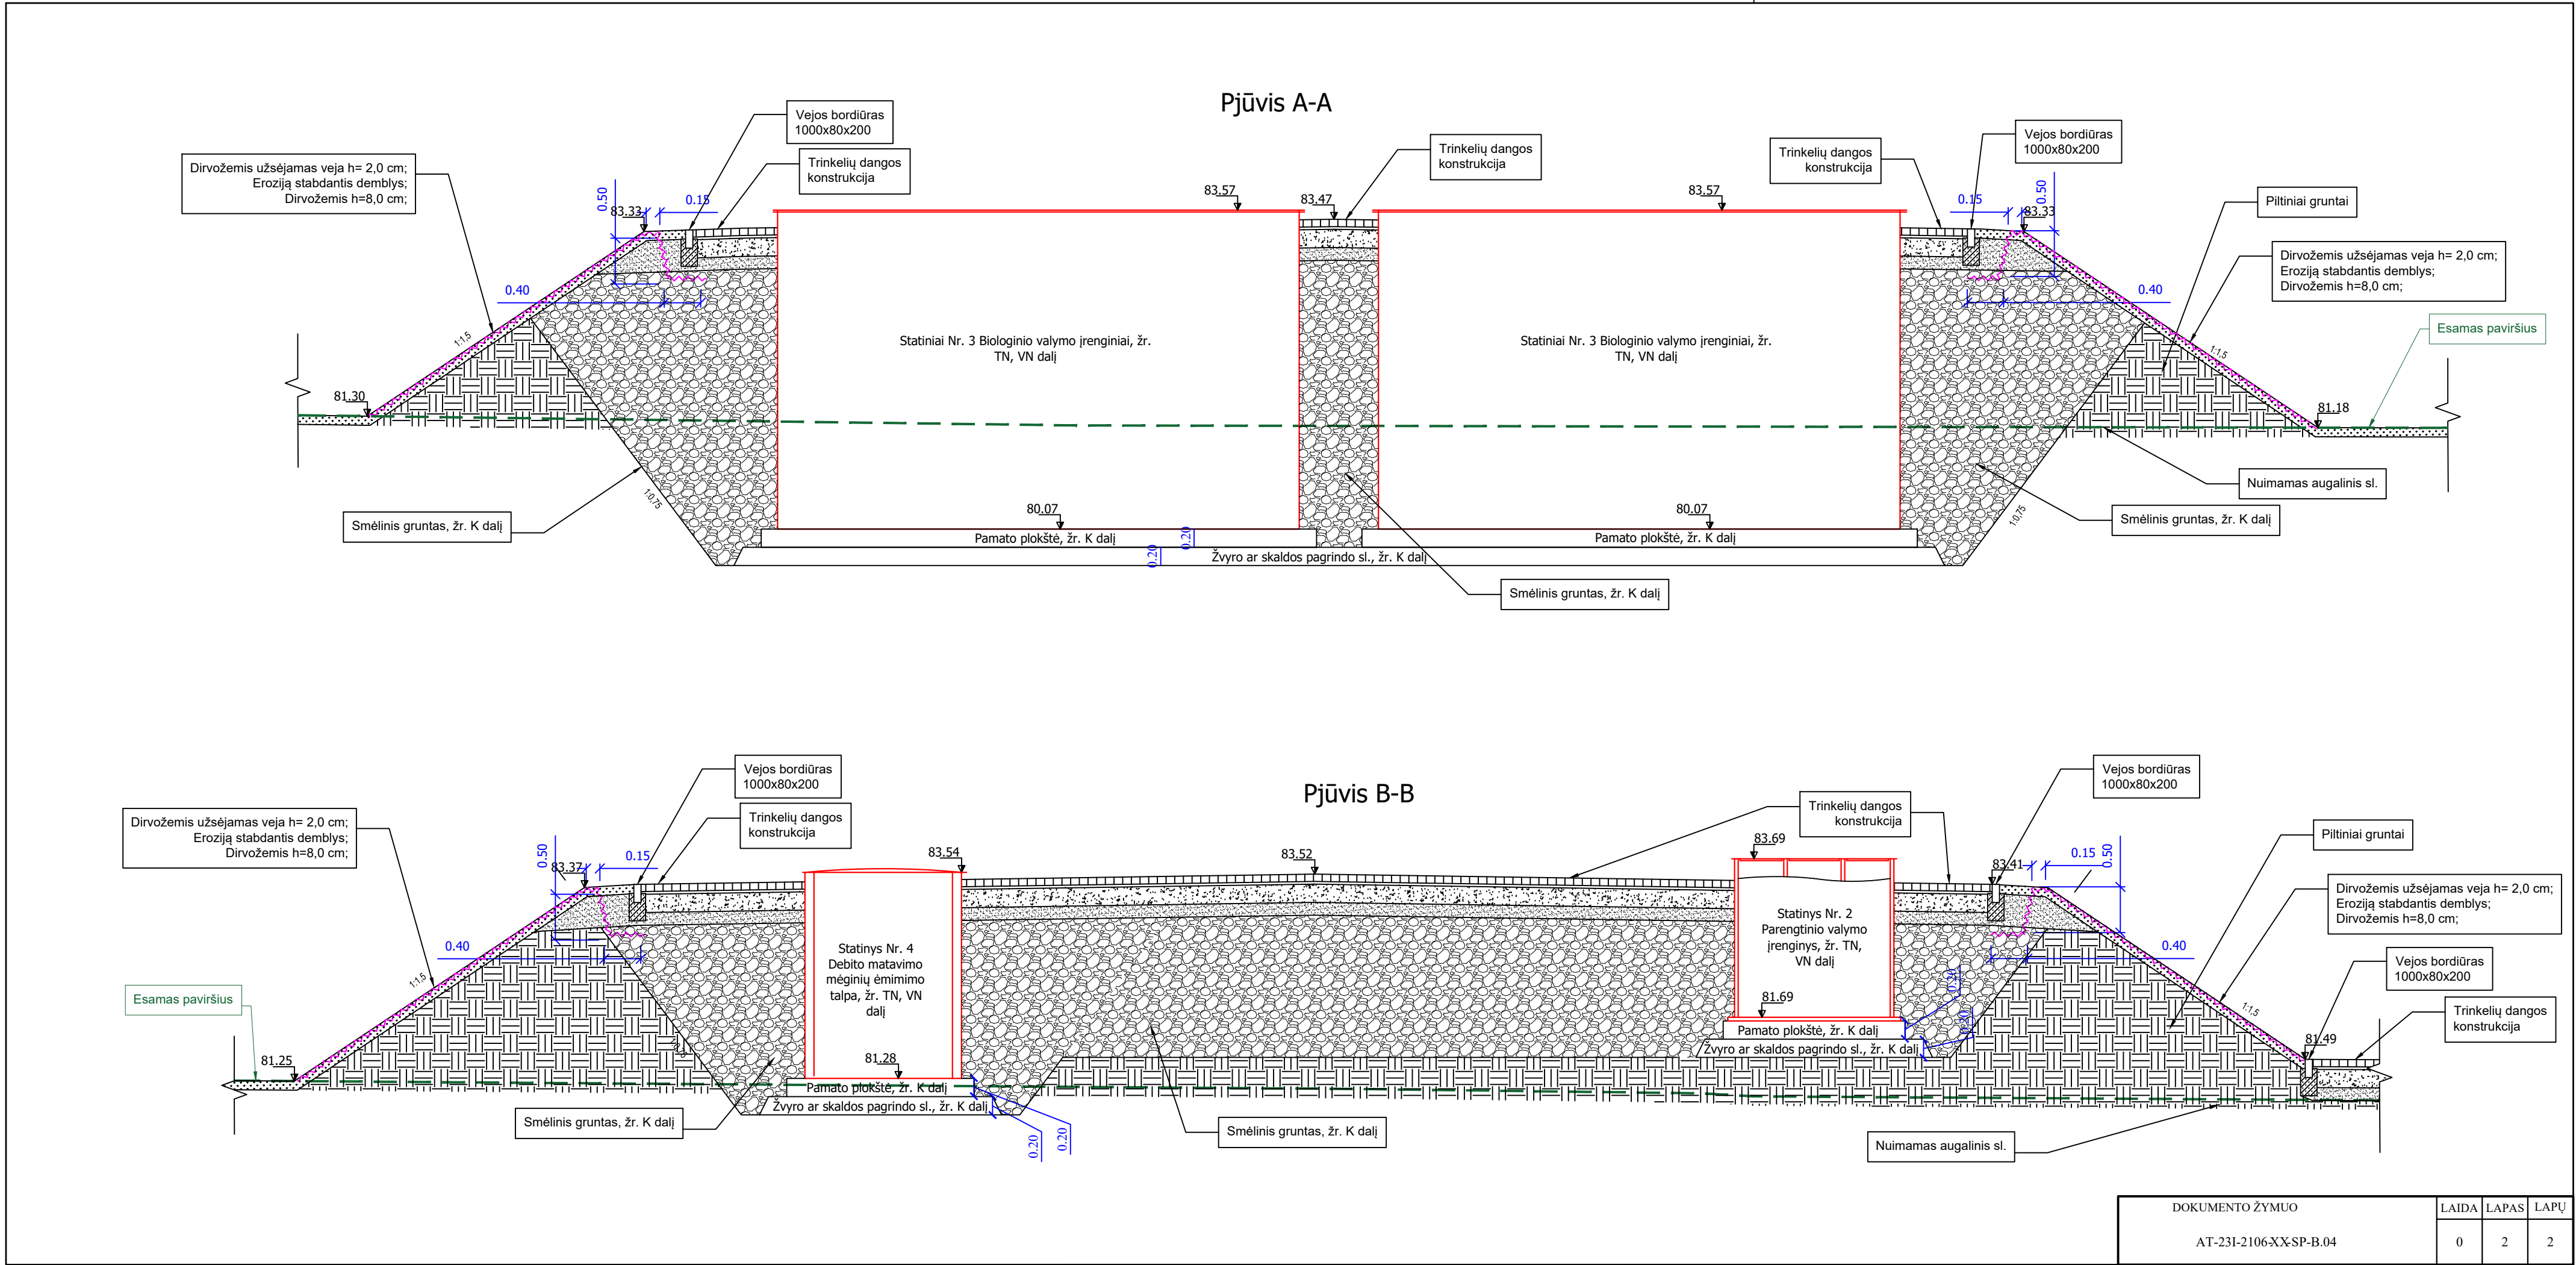 Pjūvis A-A
Vejos bordiūras
1000x80x200
Trinkelių dangos
konstrukcija
Dirvožemis užsėjamas veja h= 2,0 cm;
Eroziją stabdantis demblys;
Dirvožemis h=8,0 cm;
0.50
0.15
83.33
0.40
1:1,5
81.30
83.57
83.47
Trinkelių dangos
konstrukcija
83.57
Trinkelių dangos
konstrukcija
Vejos bordiūras
1000x80x200
0.15
0.50
83.33
Piltiniai gruntai
Dirvožemis užsėjamas veja h= 2,0 cm;
Eroziją stabdantis demblys;
Dirvožemis h=8,0 cm;
0.40
Esamas paviršius
1:1,5
81.18
Statiniai Nr. 3 Biologinio valymo įrenginiai, žr.
TN, VN dalį
Statiniai Nr. 3 Biologinio valymo įrenginiai, žr.
TN, VN dalį
Nuimamas augalinis sl.
1:0,75
Smėlinis gruntas, žr. K dalį
80.07
80.07
1:0,75
Smėlinis gruntas, žr. K dalį
Pamato plokštė, žr. K dalį
0.20
Pamato plokštė, žr. K dalį
0.20
Žvyro ar skaldos pagrindo sl., žr. K dalį
Smėlinis gruntas, žr. K dalį
Pjūvis B-B
Vejos bordiūras
1000x80x200
Trinkelių dangos
konstrukcija
Dirvožemis užsėjamas veja h= 2,0 cm;
Eroziją stabdantis demblys;
Dirvožemis h=8,0 cm;
0.50
0.15
83.37
0.40
1:1,5
Esamas paviršius
81.25
83.54
83.52
Trinkelių dangos
konstrukcija
83.69
83.41
Vejos bordiūras
1000x80x200
0.15
0.50
Piltiniai gruntai
Dirvožemis užsėjamas veja h= 2,0 cm;
Eroziją stabdantis demblys;
Dirvožemis h=8,0 cm;
0.40
Vejos bordiūras
1000x80x200
Trinkelių dangos
konstrukcija
1:1,5
81.49
Statinys Nr. 4
Debito matavimo
mėginių ėmimimo
talpa, žr. TN, VN
dalį
81.28
Statinys Nr. 2
Parengtinio valymo
įrenginys, žr. TN,
VN dalį
81.69
0.20
0.20
Pamato plokštė, žr. K dalį
Žvyro ar skaldos pagrindo sl., žr. K dalį
1:0,75
Pamato plokštė, žr. K dalį
Žvyro ar skaldos pagrindo sl., žr. K dalį
0.20
0.20
Smėlinis gruntas, žr. K dalį
Smėlinis gruntas, žr. K dalį
Nuimamas augalinis sl.
DOKUMENTO ŽYMUO
LAIDA
LAPAS
LAPŲ
AT-23I-2106-XX-SP-B.04
0
2
2